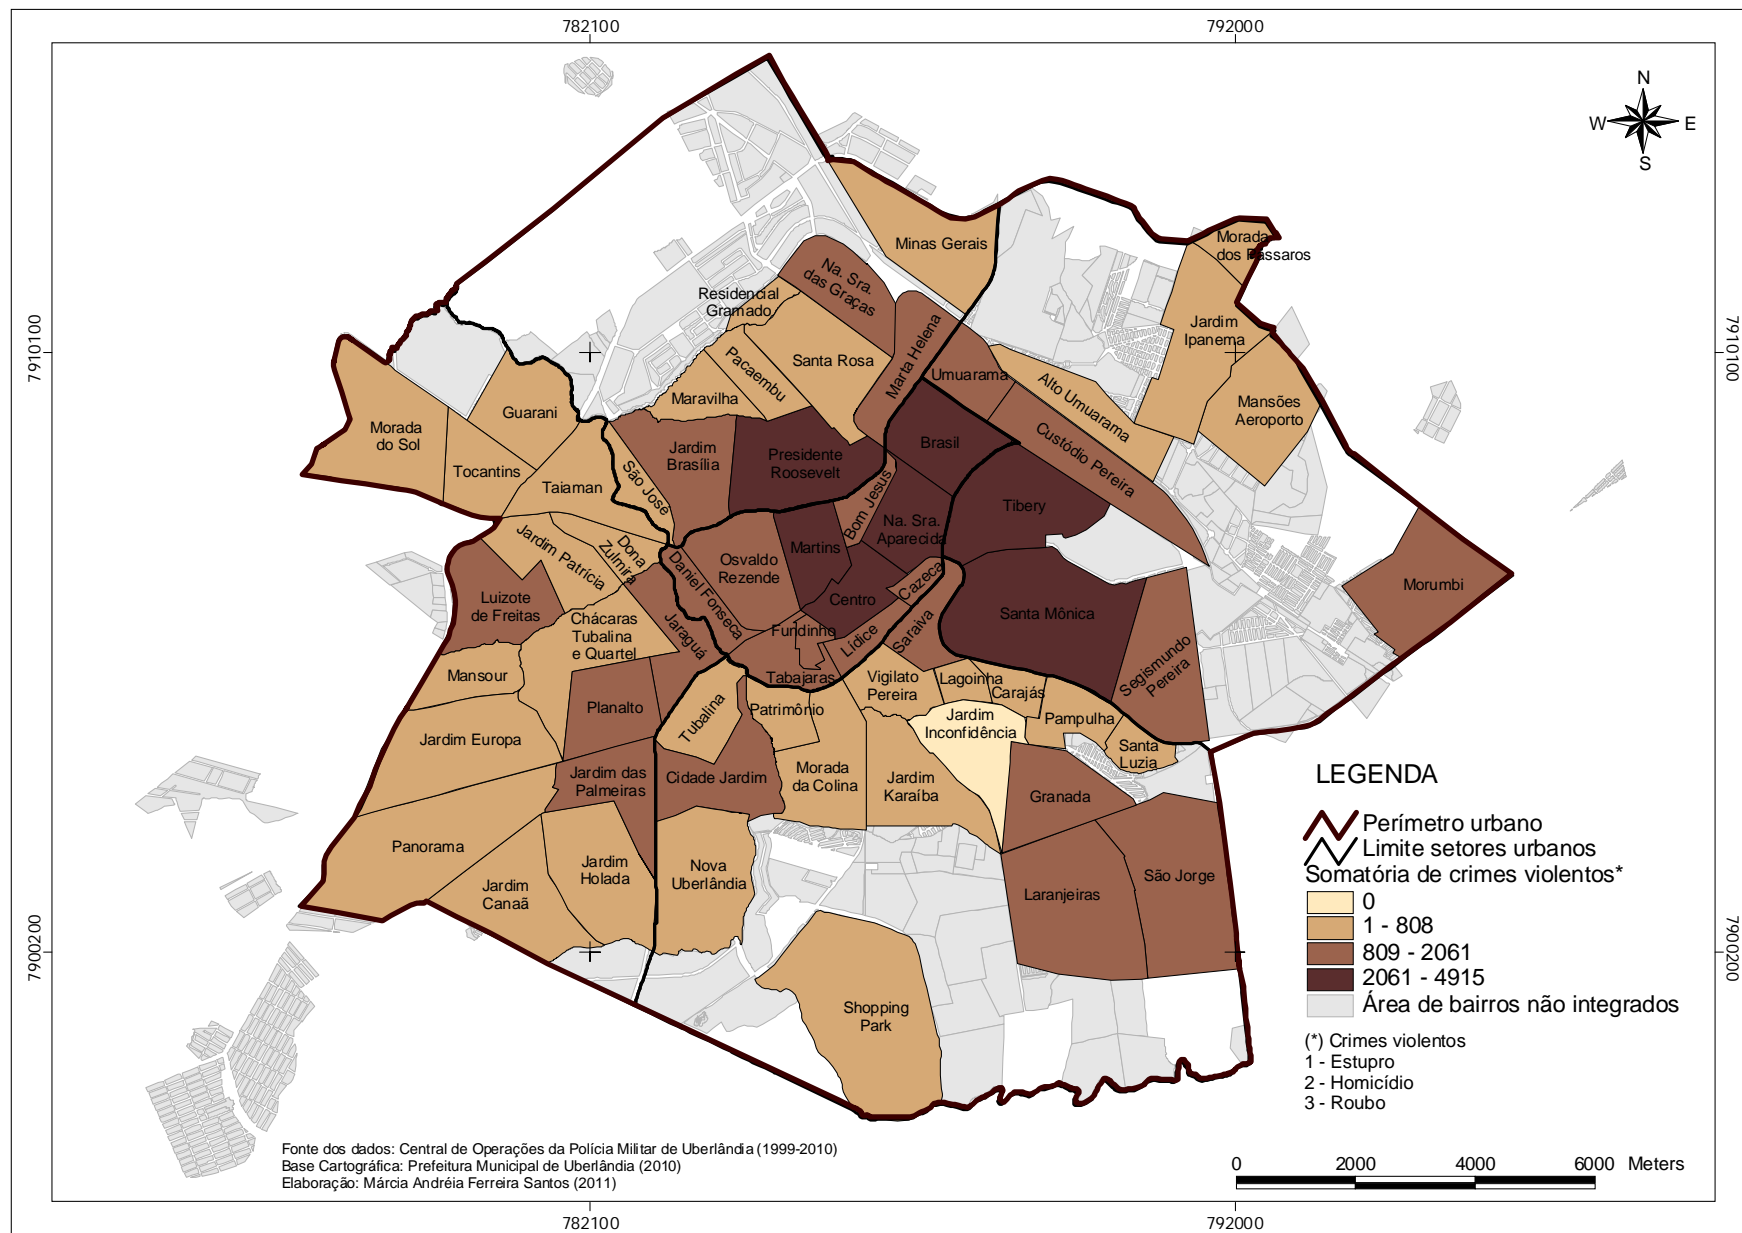 782100
792000
N
W
E
S
7910100
7910100
Minas Gerais
Morada
dos Pássaros
Na. Sra.
das Graças
Residencial
Gramado
Jardim
Ipanema
Marta Helena
Santa Rosa
Pacaembu
Umuarama
Alto Umuarama
Maravilha
Guarani
Mansões
Aeroporto
Morada
do Sol
Brasil
Custódio Pereira
Jardim
Brasília
Presidente
Roosevelt
Tocantins
Taiaman
São José
Bom Jesus
Tibery
Na. Sra.
Aparecida
Jardim Patrícia
Dona
Zulmira
Martins
Osvaldo
Rezende
Daniel Fonseca
Cazeca
Morumbi
Luizote
de Freitas
Centro
Santa Mônica
Chácaras
Tubalina
e Quartel
Jaraguá
Fundinho
Lídice
Saraiva
Segismundo
Pereira
Mansour
Tabajaras
Vigilato
Pereira
Lagoinha
Carajás
Planalto
Tubalina
Patrimônio
Jardim
Inconfidência
Pampulha
Jardim Europa
Santa
Luzia
Jardim das
Palmeiras
Cidade Jardim
Morada
da Colina
Jardim
Karaíba
Granada
Panorama
Jardim
Holada
Nova
Uberlândia
Jardim
Canaã
Laranjeiras
São Jorge
Shopping
Park
7900200
7900200
LEGENDA
Perímetro urbano
Limite setores urbanos
Somatória de crimes violentos*
0
1 - 808
809 - 2061
2061 - 4915
Área de bairros não integrados
(*) Crimes violentos
1 - Estupro
2 - Homicídio
3 - Roubo
Fonte dos dados: Central de Operações da Polícia Militar de Uberlândia (1999-2010)
Base Cartográfica: Prefeitura Municipal de Uberlândia (2010)
Elaboração: Márcia Andréia Ferreira Santos (2011)
0 2000 4000 6000 Meters
782100
792000